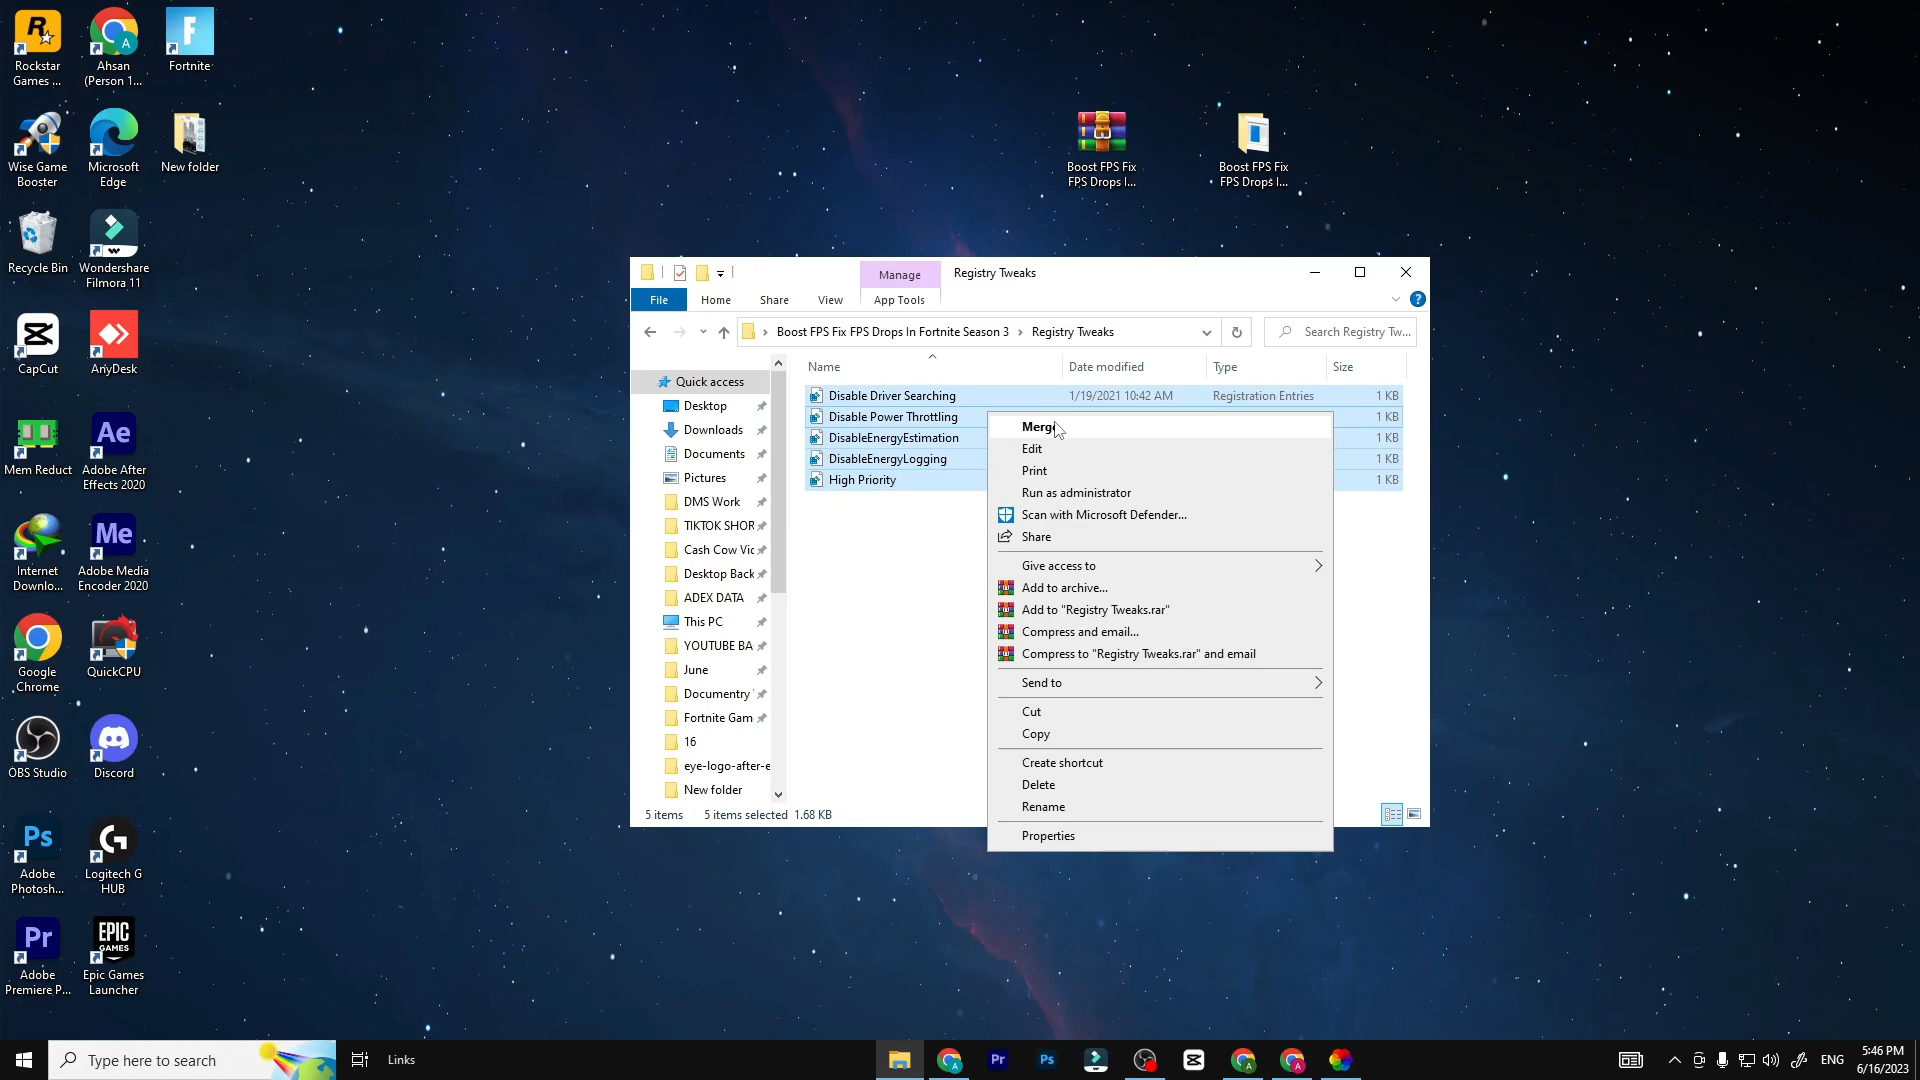 Rockstar
Games ...
Ahsan
(Person 1...
Fortnite
Wise Game
Booster
Microsoft
Edge
New folder
Recycle Bin
Wondershare
Filmora 11
CapCut
AnyDesk
Mem Reduct
Adobe After
Effects 2020
Internet
Downlo...
Adobe Media
Encoder 2020
Google
Chrome
QuickCPU
OBS Studio
Discord
Adobe
Photosh...
Logitech G
HUB
Adobe
Premiere P...
EPIC
GAMES
Epic Games
Launcher
Boost FPS Fix
FPS Drops I...
Boost FPS Fix
FPS Drops I...
Manage
Registry Tweaks
File
Home
Share
View
App Tools
Boost FPS Fix FPS Drops In Fortnite Season 3 > Registry Tweaks
Search Registry Tw...
Name
Date modified
Type
Size
Quick access
Desktop
Downloads
Documents
Pictures
DMS Work
TIKTOK SHOR
Cash Cow Vic
Desktop Back
ADEX DATA
This PC
YOUTUBE BA
June
Documentry
Fortnite Gam
16
eye-logo-after-e
New folder
Disable Driver Searching 1/19/2021 10:42 AM Registration Entries 1 KB
Disable Power Throttling 1 KB
DisableEnergyEstimation 1 KB
DisableEnergyLogging 1 KB
High Priority 1 KB
Merge
Edit
Print
Run as administrator
Scan with Microsoft Defender...
Share
Give access to
Add to archive...
Add to "Registry Tweaks.rar"
Compress and email...
Compress to "Registry Tweaks.rar" and email
Send to
Cut
Copy
Create shortcut
Delete
Rename
Properties
5 items 5 items selected 1.68 KB
Type here to search
Links
ENG
5:46 PM
6/16/2023